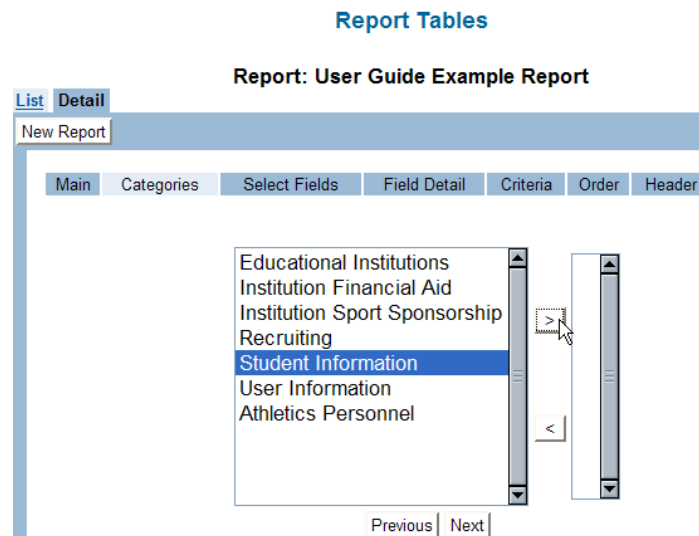 Report Tables
Report: User Guide Example Report
List Detail
New Report
Main Categories Select Fields Field Detail Criteria Order Header
Educational Institutions
Institution Financial Aid
Institution Sport Sponsorship
Recruiting
Student Information
User Information
Athletics Personnel
>
<
Previous Next